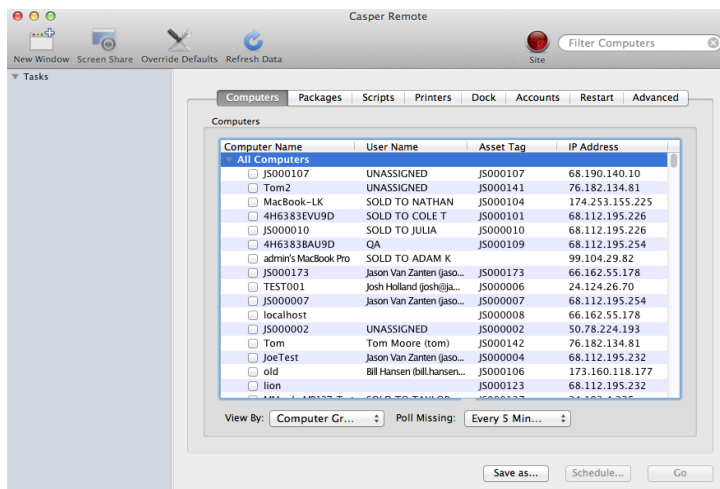 Casper Remote
New Window Screen Share Override Defaults Refresh Data Site Filter Computers
Tasks
Computers Packages Scripts Printers Dock Accounts Restart Advanced
Computers
Computer Name User Name Asset Tag IP Address
All Computers
JS000107 UNASSIGNED JS000107 68.190.140.10
Tom2 UNASSIGNED JS000141 76.182.134.81
MacBook-LK SOLD TO NATHAN JS000104 174.253.155.225
4H6383EVU9D SOLD TO COLE T JS000101 68.112.195.226
JS000010 SOLD TO JULIA JS000010 68.112.195.226
4H6383BAU9D QA JS000109 68.112.195.254
admin's MacBook Pro SOLD TO ADAM K 99.104.29.82
JS000173 Jason Van Zanten (jaso... JS000173 66.162.55.178
TEST001 Josh Holland (josh@ja... JS000006 24.124.26.70
JS000007 Jason Van Zanten (jaso... JS000007 68.112.195.254
localhost JS000008 66.162.55.178
JS000002 UNASSIGNED JS000002 50.78.224.193
Tom Tom Moore (tom) JS000142 76.182.134.81
JoeTest Jason Van Zanten (jaso... JS000004 68.112.195.232
old Bill Hansen (bill.hansen... JS000106 173.160.118.177
lion JS000123 68.112.195.232
View By: Computer Gr... Poll Missing: Every 5 Min...
Save as... Schedule... Go